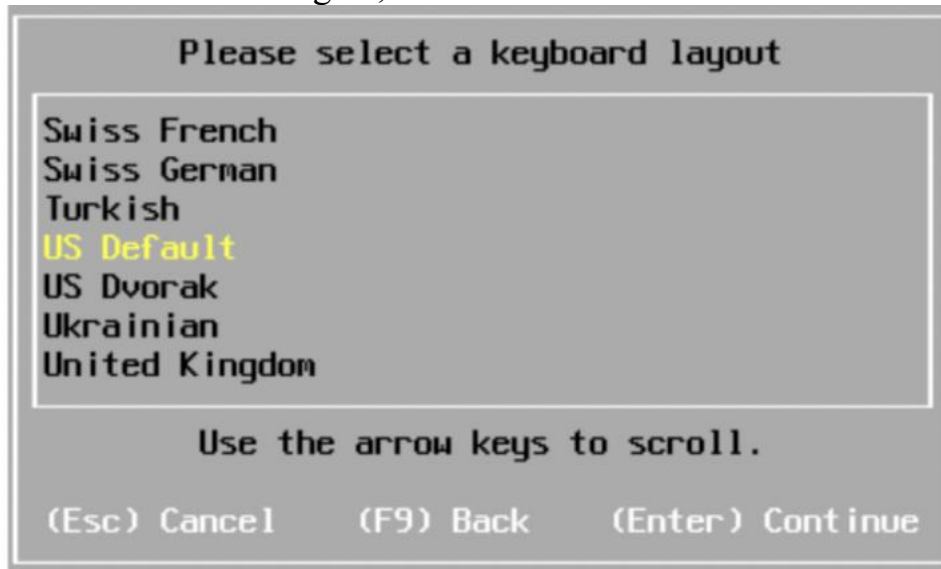 Please select a keyboard layout
Swiss French
Swiss German
Turkish
US Default
US Dvorak
Ukrainian
United Kingdom
Use the arrow keys to scroll.
(Esc) Cancel (F9) Back (Enter) Continue